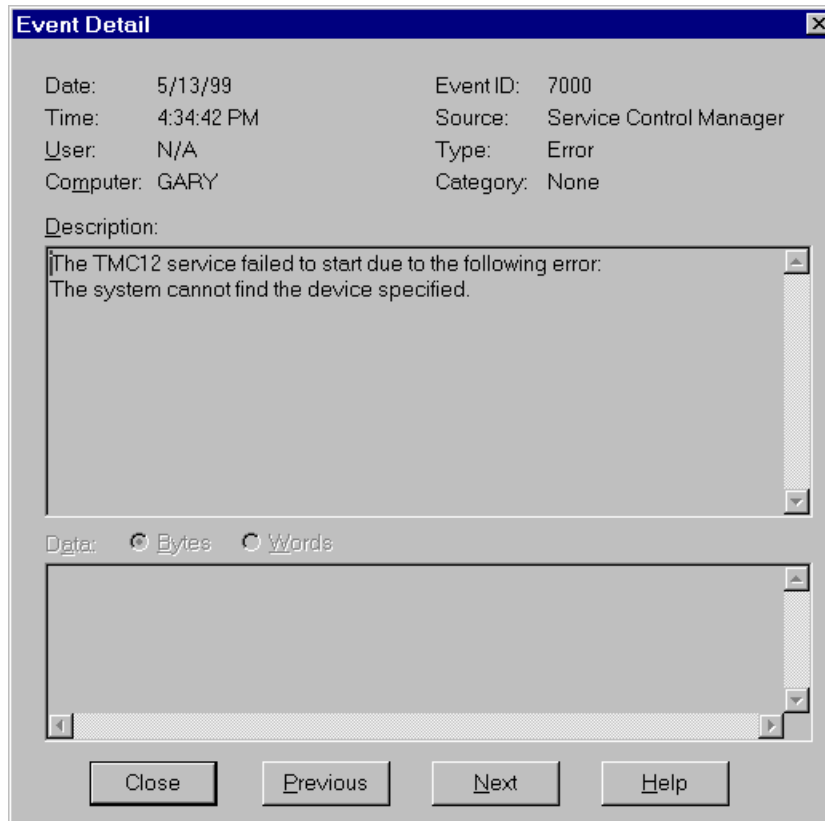 Event Detail
Date: 5/13/99 Event ID: 7000
Time: 4:34:42 PM Source: Service Control Manager
User: N/A Type: Error
Computer: GARY Category: None
Description:
The TMC12 service failed to start due to the following error:
The system cannot find the device specified.
Data: Bytes Words
Close Previous Next Help